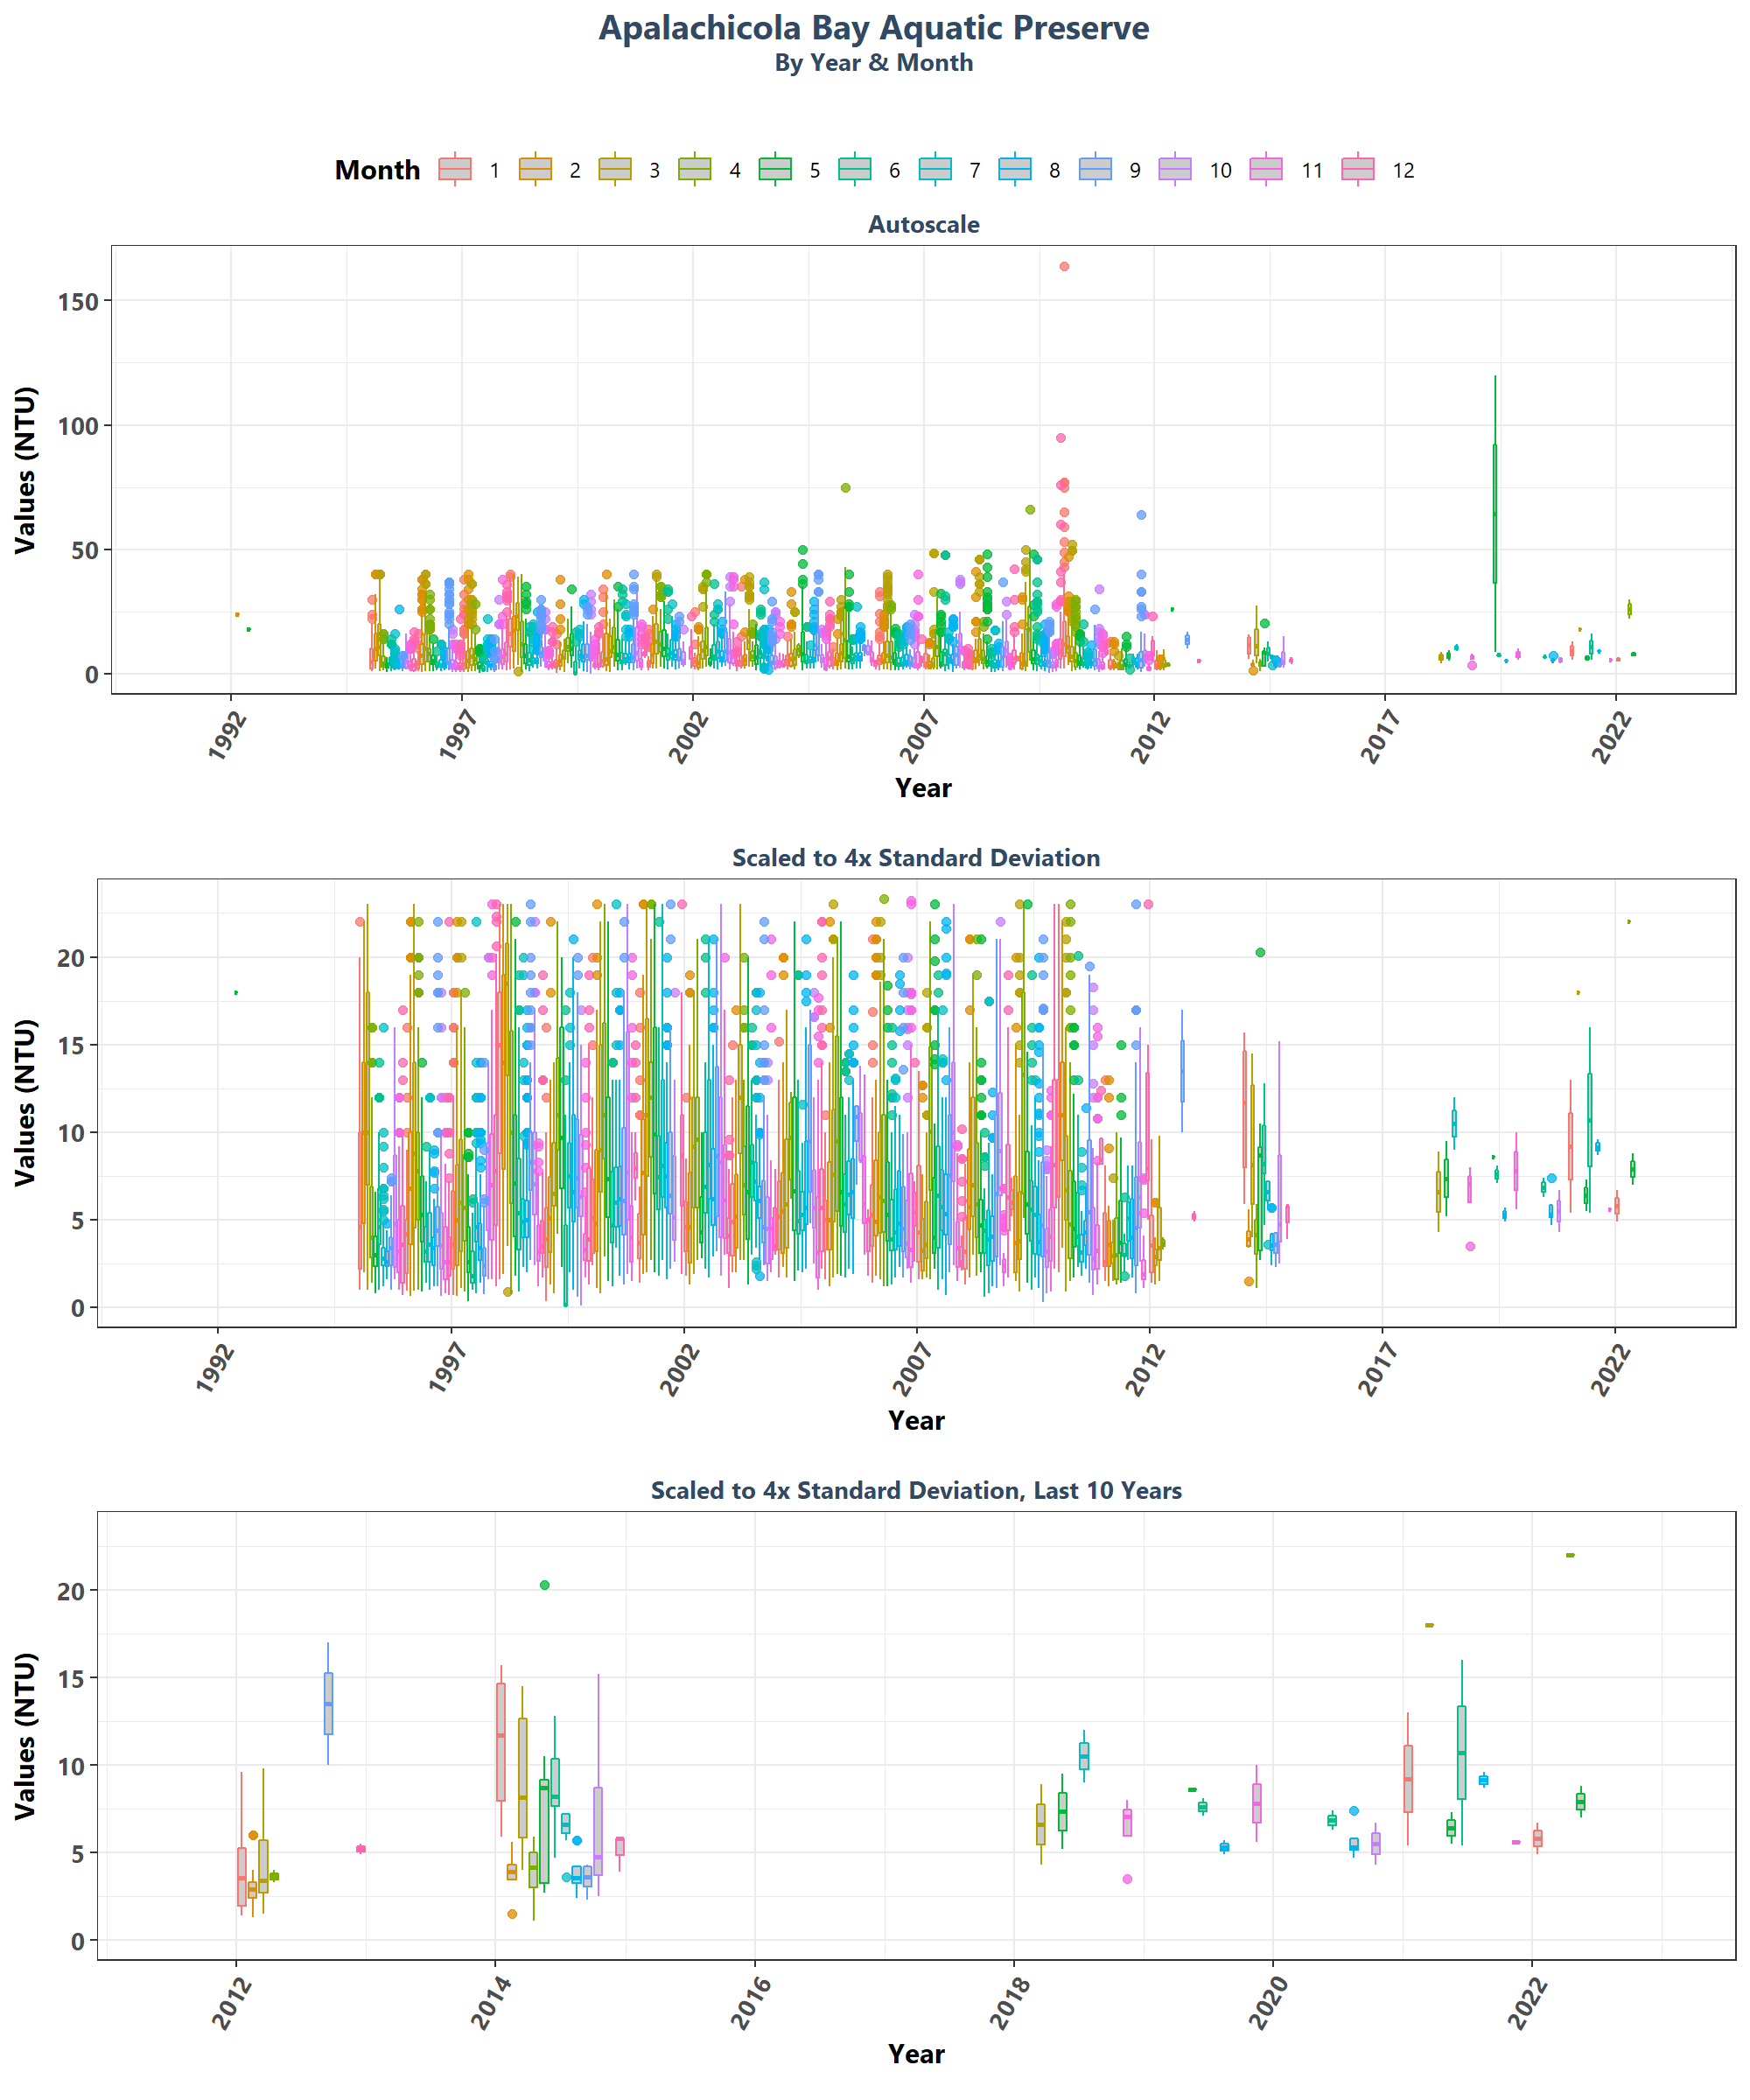 Apalachicola Bay Aquatic Preserve
By Year & Month
Month 1 2 3 4 5 6 7 8 9 10 11 12
Autoscale
Values (NTU)
150
100
50
0
1992 1997 2002 2007 2012 2017 2022
Year
Scaled to 4x Standard Deviation
Values (NTU)
20
15
10
5
0
1992 1997 2002 2007 2012 2017 2022
Year
Scaled to 4x Standard Deviation, Last 10 Years
Values (NTU)
20
15
10
5
0
2012 2014 2016 2018 2020 2022
Year